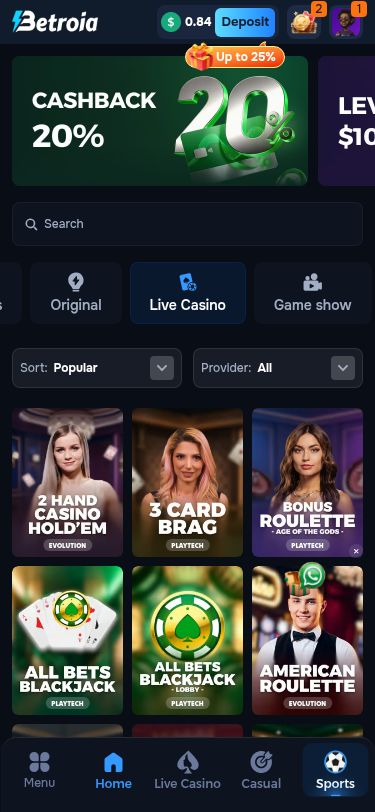 Betroia
$ 0.84 Deposit
2
1
Up to 25%
CASHBACK
20%
20%
LEV
$10
Search
s
Original
Live Casino
Game show
Sort: Popular
Provider: All
2 HAND
CASINO
HOLD'EM
EVOLUTION
3 CARD
BRAG
PLAYTECH
BONUS
ROULETTE
- AGE OF THE GODS -
PLAYTECH
ALL BETS
BLACKJACK
PLAYTECH
ALL BETS
BLACKJACK
- LOBBY -
PLAYTECH
AMERICAN
ROULETTE
EVOLUTION
Menu
Home
Live Casino
Casual
Sports